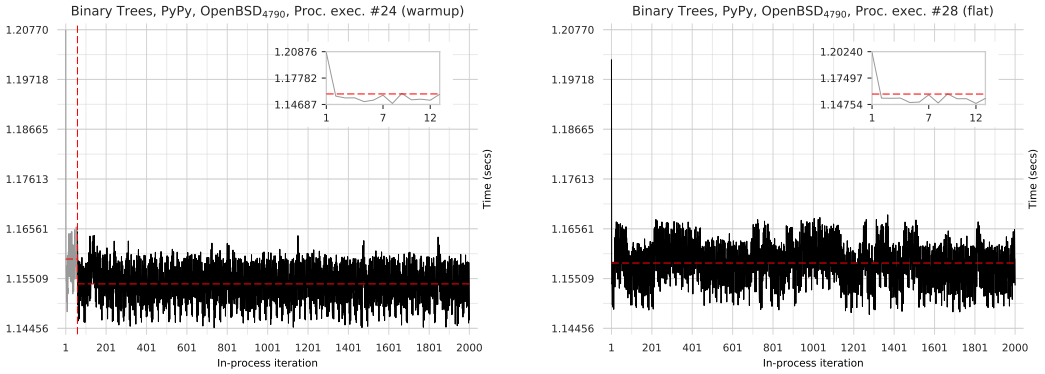 Binary Trees, PyPy, OpenBSD4790, Proc. exec. #24 (warmup)
1.20770
1.19718
1.18665
1.17613
1.16561
1.15509
1.14456
1.20876
1.17782
1.14687
1 7 12
1 201 401 601 801 1001 1201 1401 1601 1801 2000
In-process iteration
Time (secs)
Binary Trees, PyPy, OpenBSD4790, Proc. exec. #28 (flat)
1.20770
1.19718
1.18665
1.17613
1.16561
1.15509
1.14456
1.20240
1.17497
1.14754
1 7 12
1 201 401 601 801 1001 1201 1401 1601 1801 2000
In-process iteration
Time (secs)